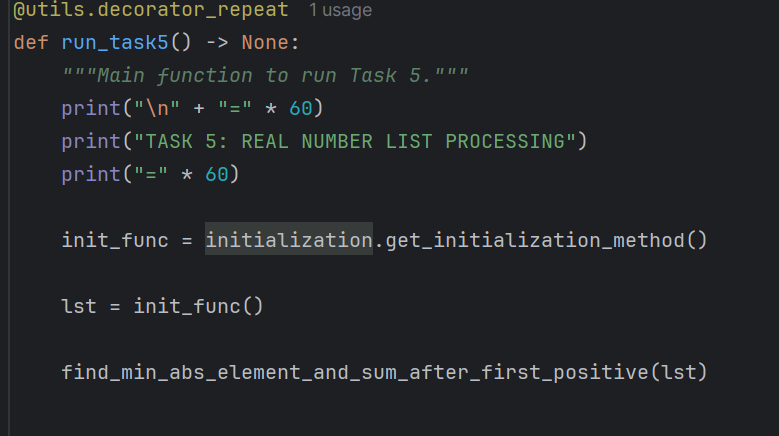 @utils.decorator_repeat 1 usage
def run_task5() -> None:
    """Main function to run Task 5."""
    print("\n" + "=" * 60)
    print("TASK 5: REAL NUMBER LIST PROCESSING")
    print("=" * 60)
    init_func = initialization.get_initialization_method()
    lst = init_func()
    find_min_abs_element_and_sum_after_first_positive(lst)